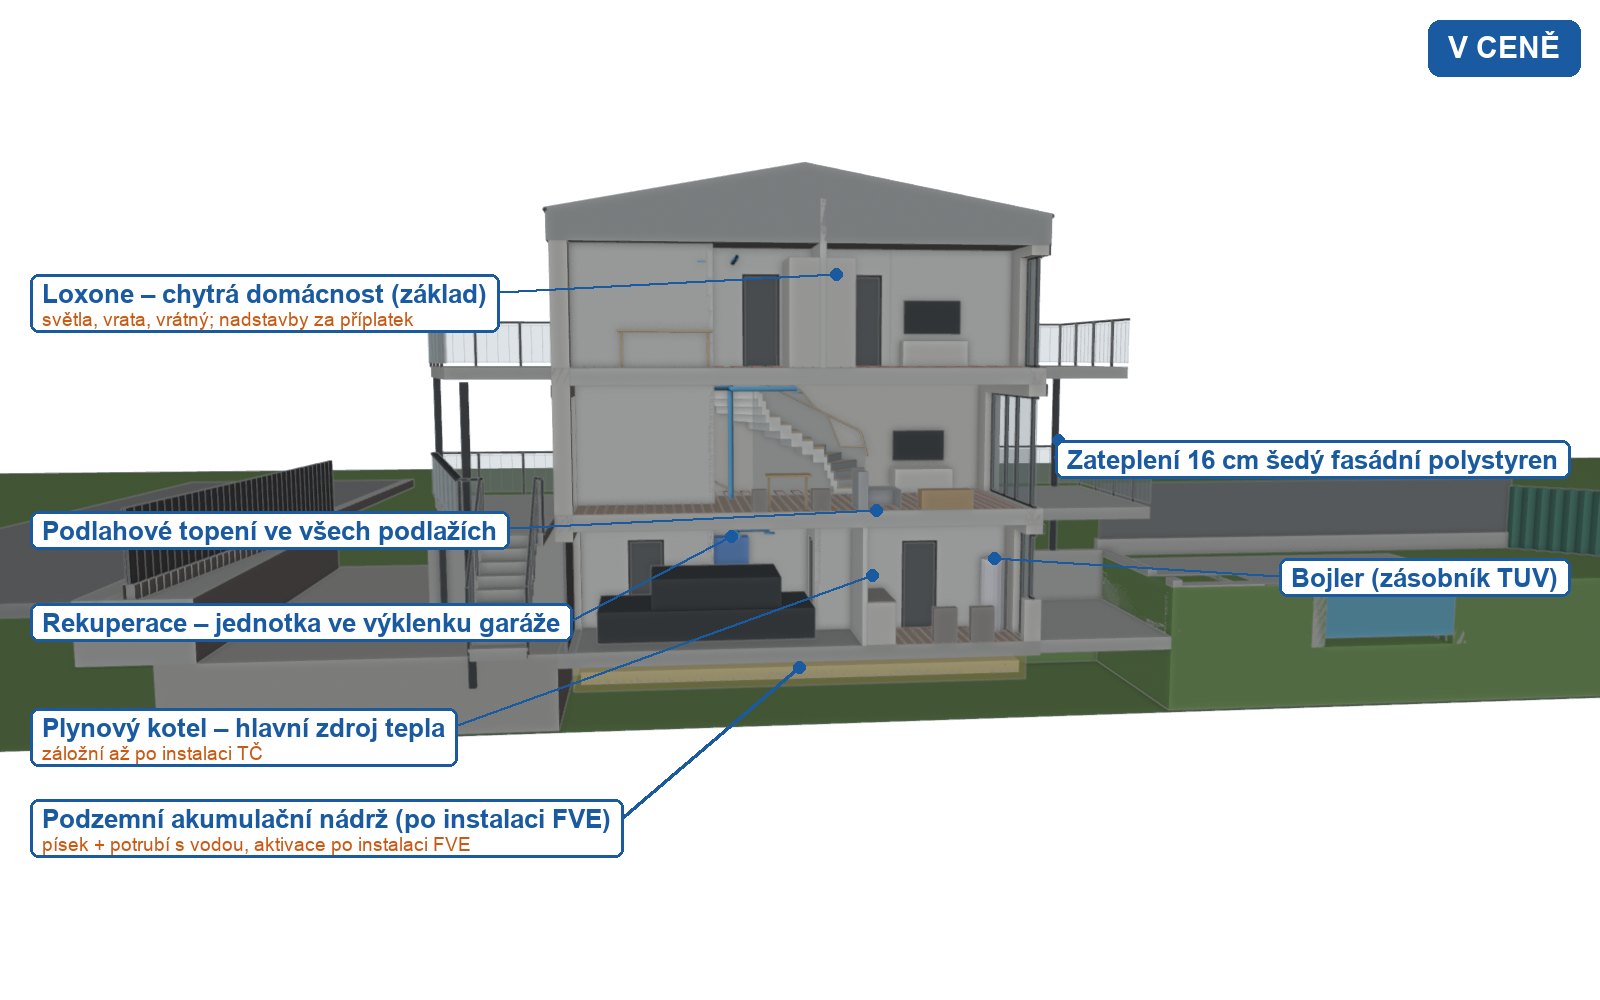 V CENĚ
Loxone – chytrá domácnost (základ)
světla, vrata, vrátný; nadstavby za příplatek
Zateplení 16 cm šedý fasádní polystyren
Podlahové topení ve všech podlažích
Bojler (zásobník TUV)
Rekuperace – jednotka ve výklenku garáže
Plynový kotel – hlavní zdroj tepla
záložní až po instalaci TČ
Podzemní akumulační nádrž (po instalaci FVE)
písek + potrubí s vodou, aktivace po instalaci FVE